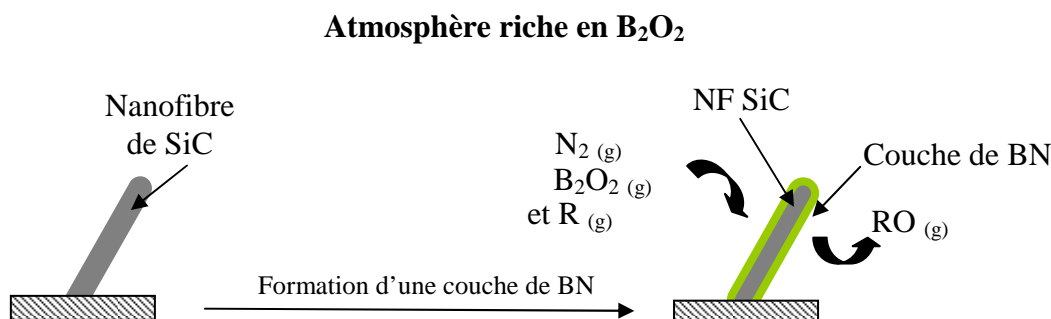 Atmosphère riche en B₂O₂
Nanofibre
de SiC
Formation d'une couche de BN
N₂ (g)
B₂O₂ (g)
et R (g)
NF SiC
Couche de BN
RO (g)